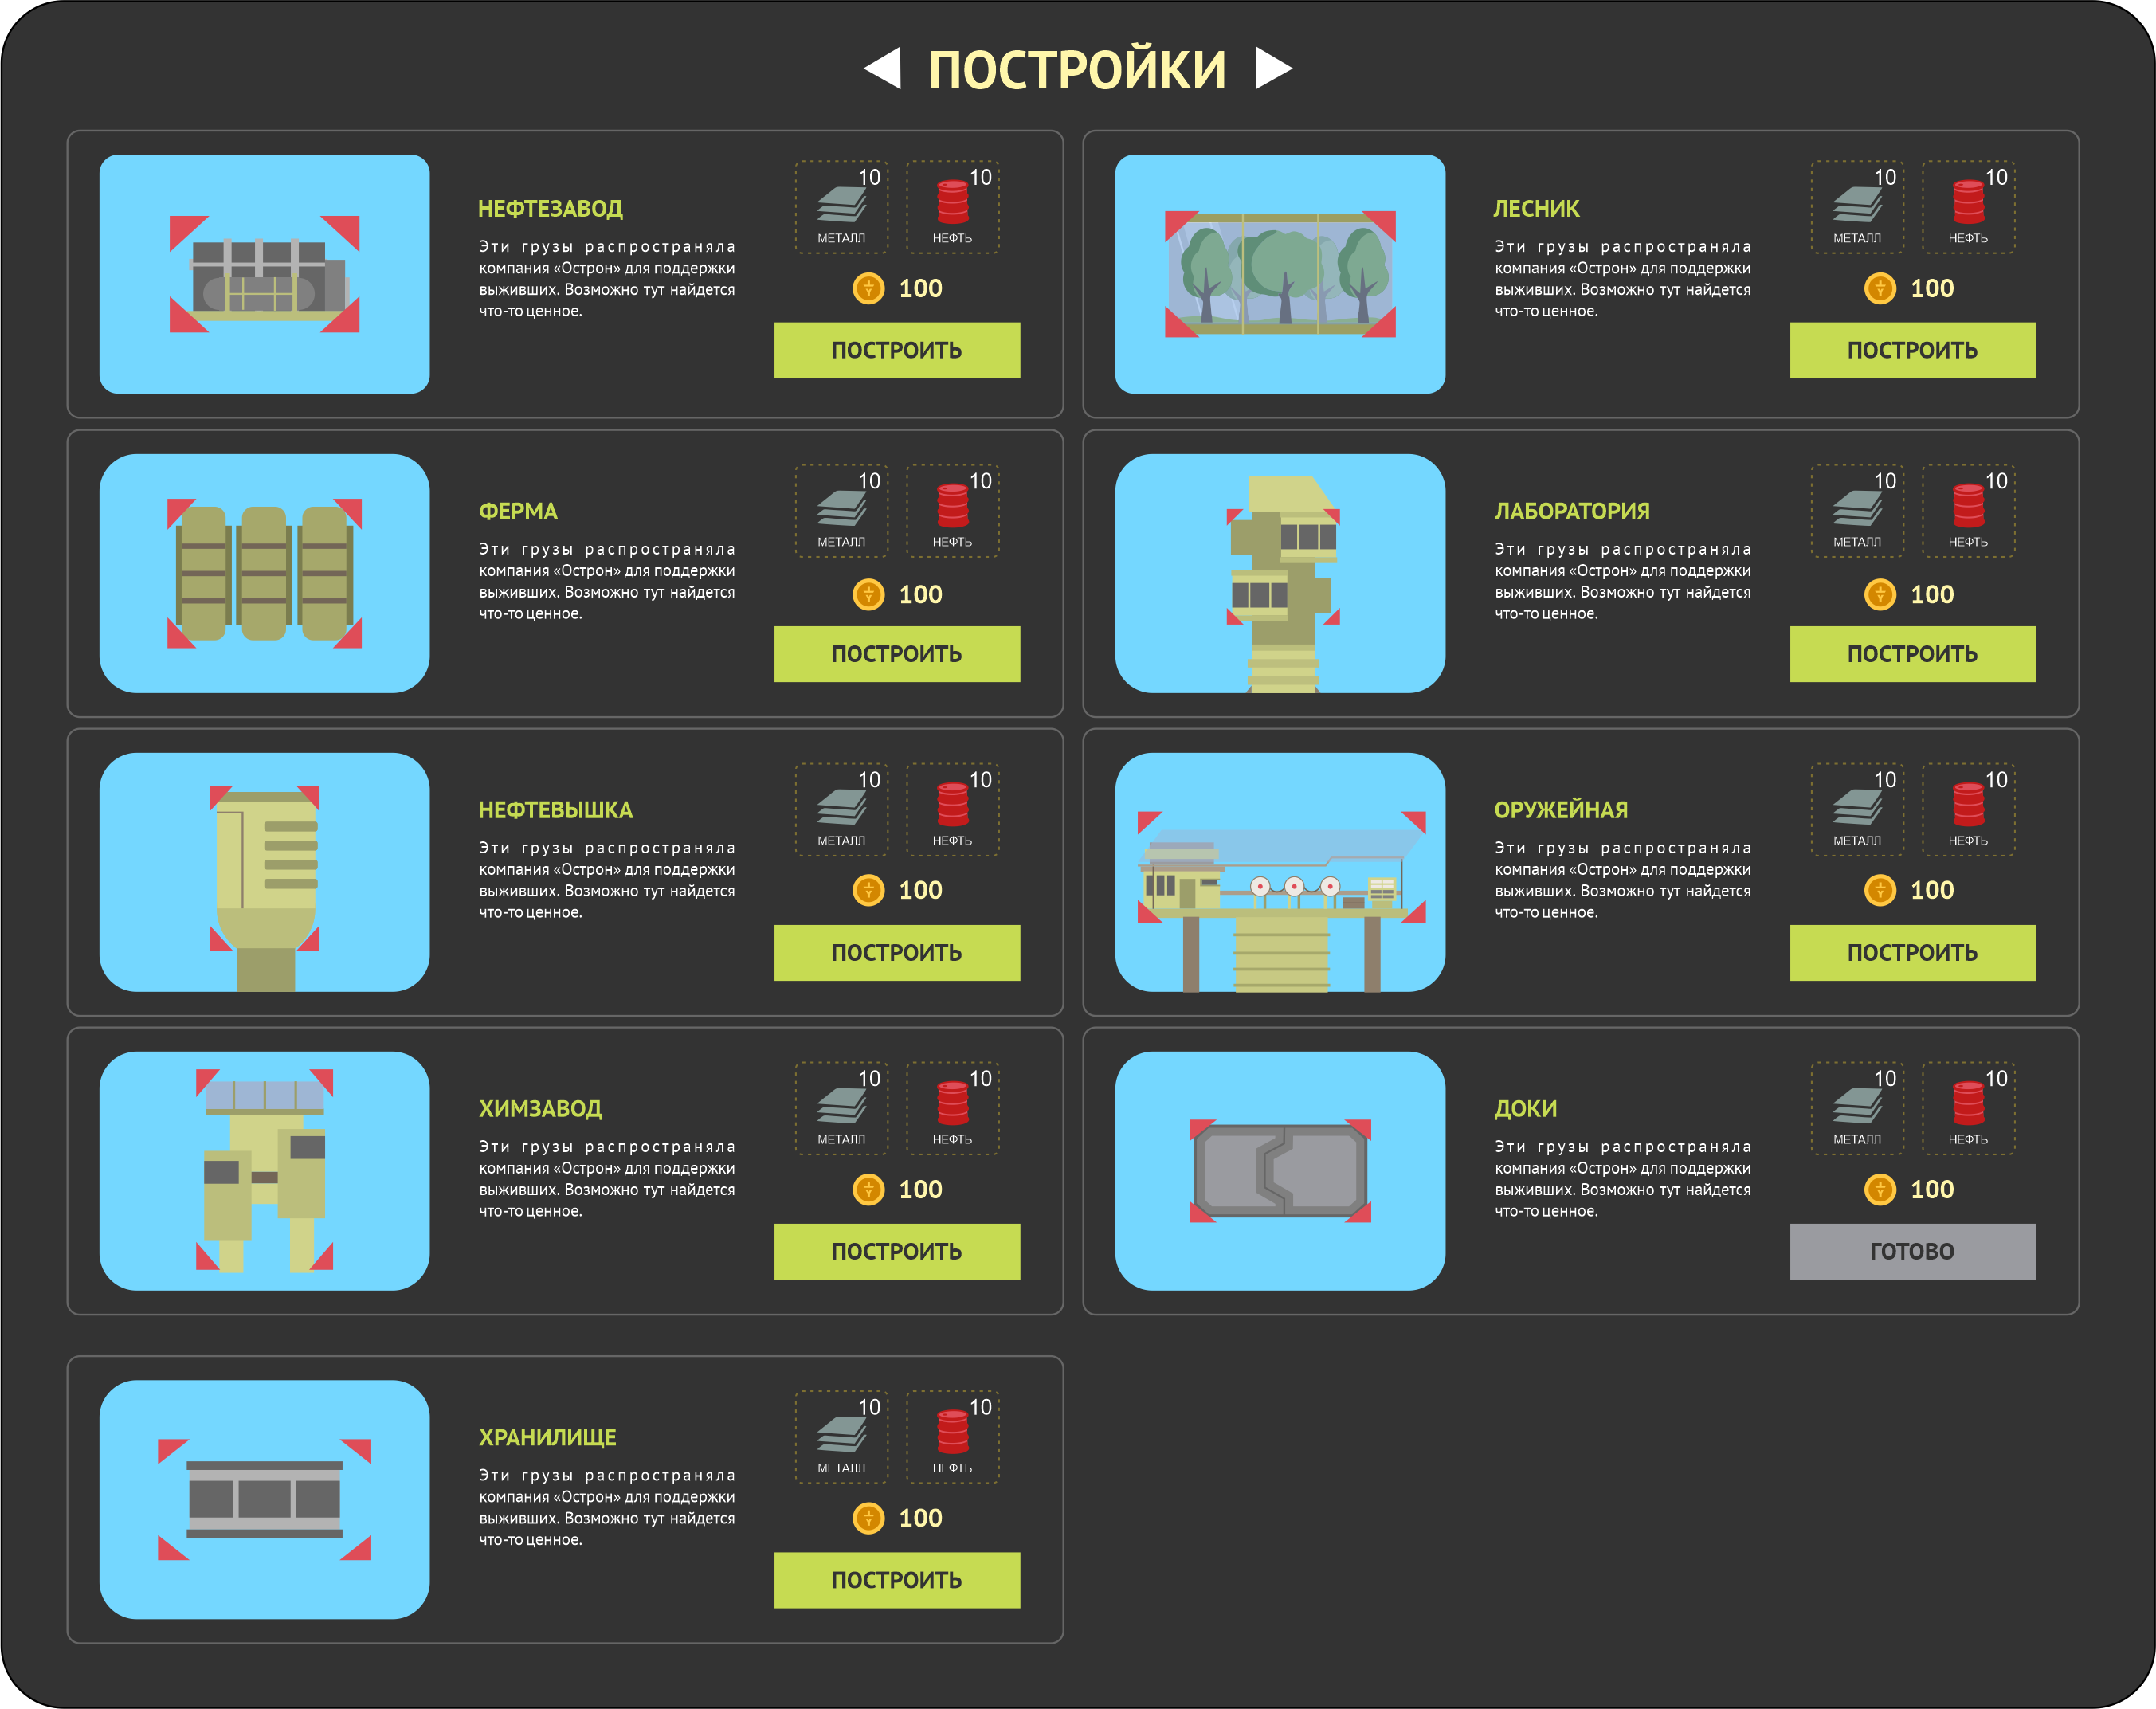 ПОСТРОЙКИ
НЕФТЕЗАВОД
Эти грузы распространяла
компания «Острон» для поддержки
выживших. Возможно тут найдется
что-то ценное.
10
МЕТАЛЛ
10
НЕФТЬ
100
ПОСТРОИТЬ
ЛЕСНИК
Эти грузы распространяла
компания «Острон» для поддержки
выживших. Возможно тут найдется
что-то ценное.
10
МЕТАЛЛ
10
НЕФТЬ
100
ПОСТРОИТЬ
ФЕРМА
Эти грузы распространяла
компания «Острон» для поддержки
выживших. Возможно тут найдется
что-то ценное.
10
МЕТАЛЛ
10
НЕФТЬ
100
ПОСТРОИТЬ
ЛАБОРАТОРИЯ
Эти грузы распространяла
компания «Острон» для поддержки
выживших. Возможно тут найдется
что-то ценное.
10
МЕТАЛЛ
10
НЕФТЬ
100
ПОСТРОИТЬ
НЕФТЕВЫШКА
Эти грузы распространяла
компания «Острон» для поддержки
выживших. Возможно тут найдется
что-то ценное.
10
МЕТАЛЛ
10
НЕФТЬ
100
ПОСТРОИТЬ
ОРУЖЕЙНАЯ
Эти грузы распространяла
компания «Острон» для поддержки
выживших. Возможно тут найдется
что-то ценное.
10
МЕТАЛЛ
10
НЕФТЬ
100
ПОСТРОИТЬ
ХИМЗАВОД
Эти грузы распространяла
компания «Острон» для поддержки
выживших. Возможно тут найдется
что-то ценное.
10
МЕТАЛЛ
10
НЕФТЬ
100
ПОСТРОИТЬ
ДОКИ
Эти грузы распространяла
компания «Острон» для поддержки
выживших. Возможно тут найдется
что-то ценное.
10
МЕТАЛЛ
10
НЕФТЬ
100
ГОТОВО
ХРАНИЛИЩЕ
Эти грузы распространяла
компания «Острон» для поддержки
выживших. Возможно тут найдется
что-то ценное.
10
МЕТАЛЛ
10
НЕФТЬ
100
ПОСТРОИТЬ